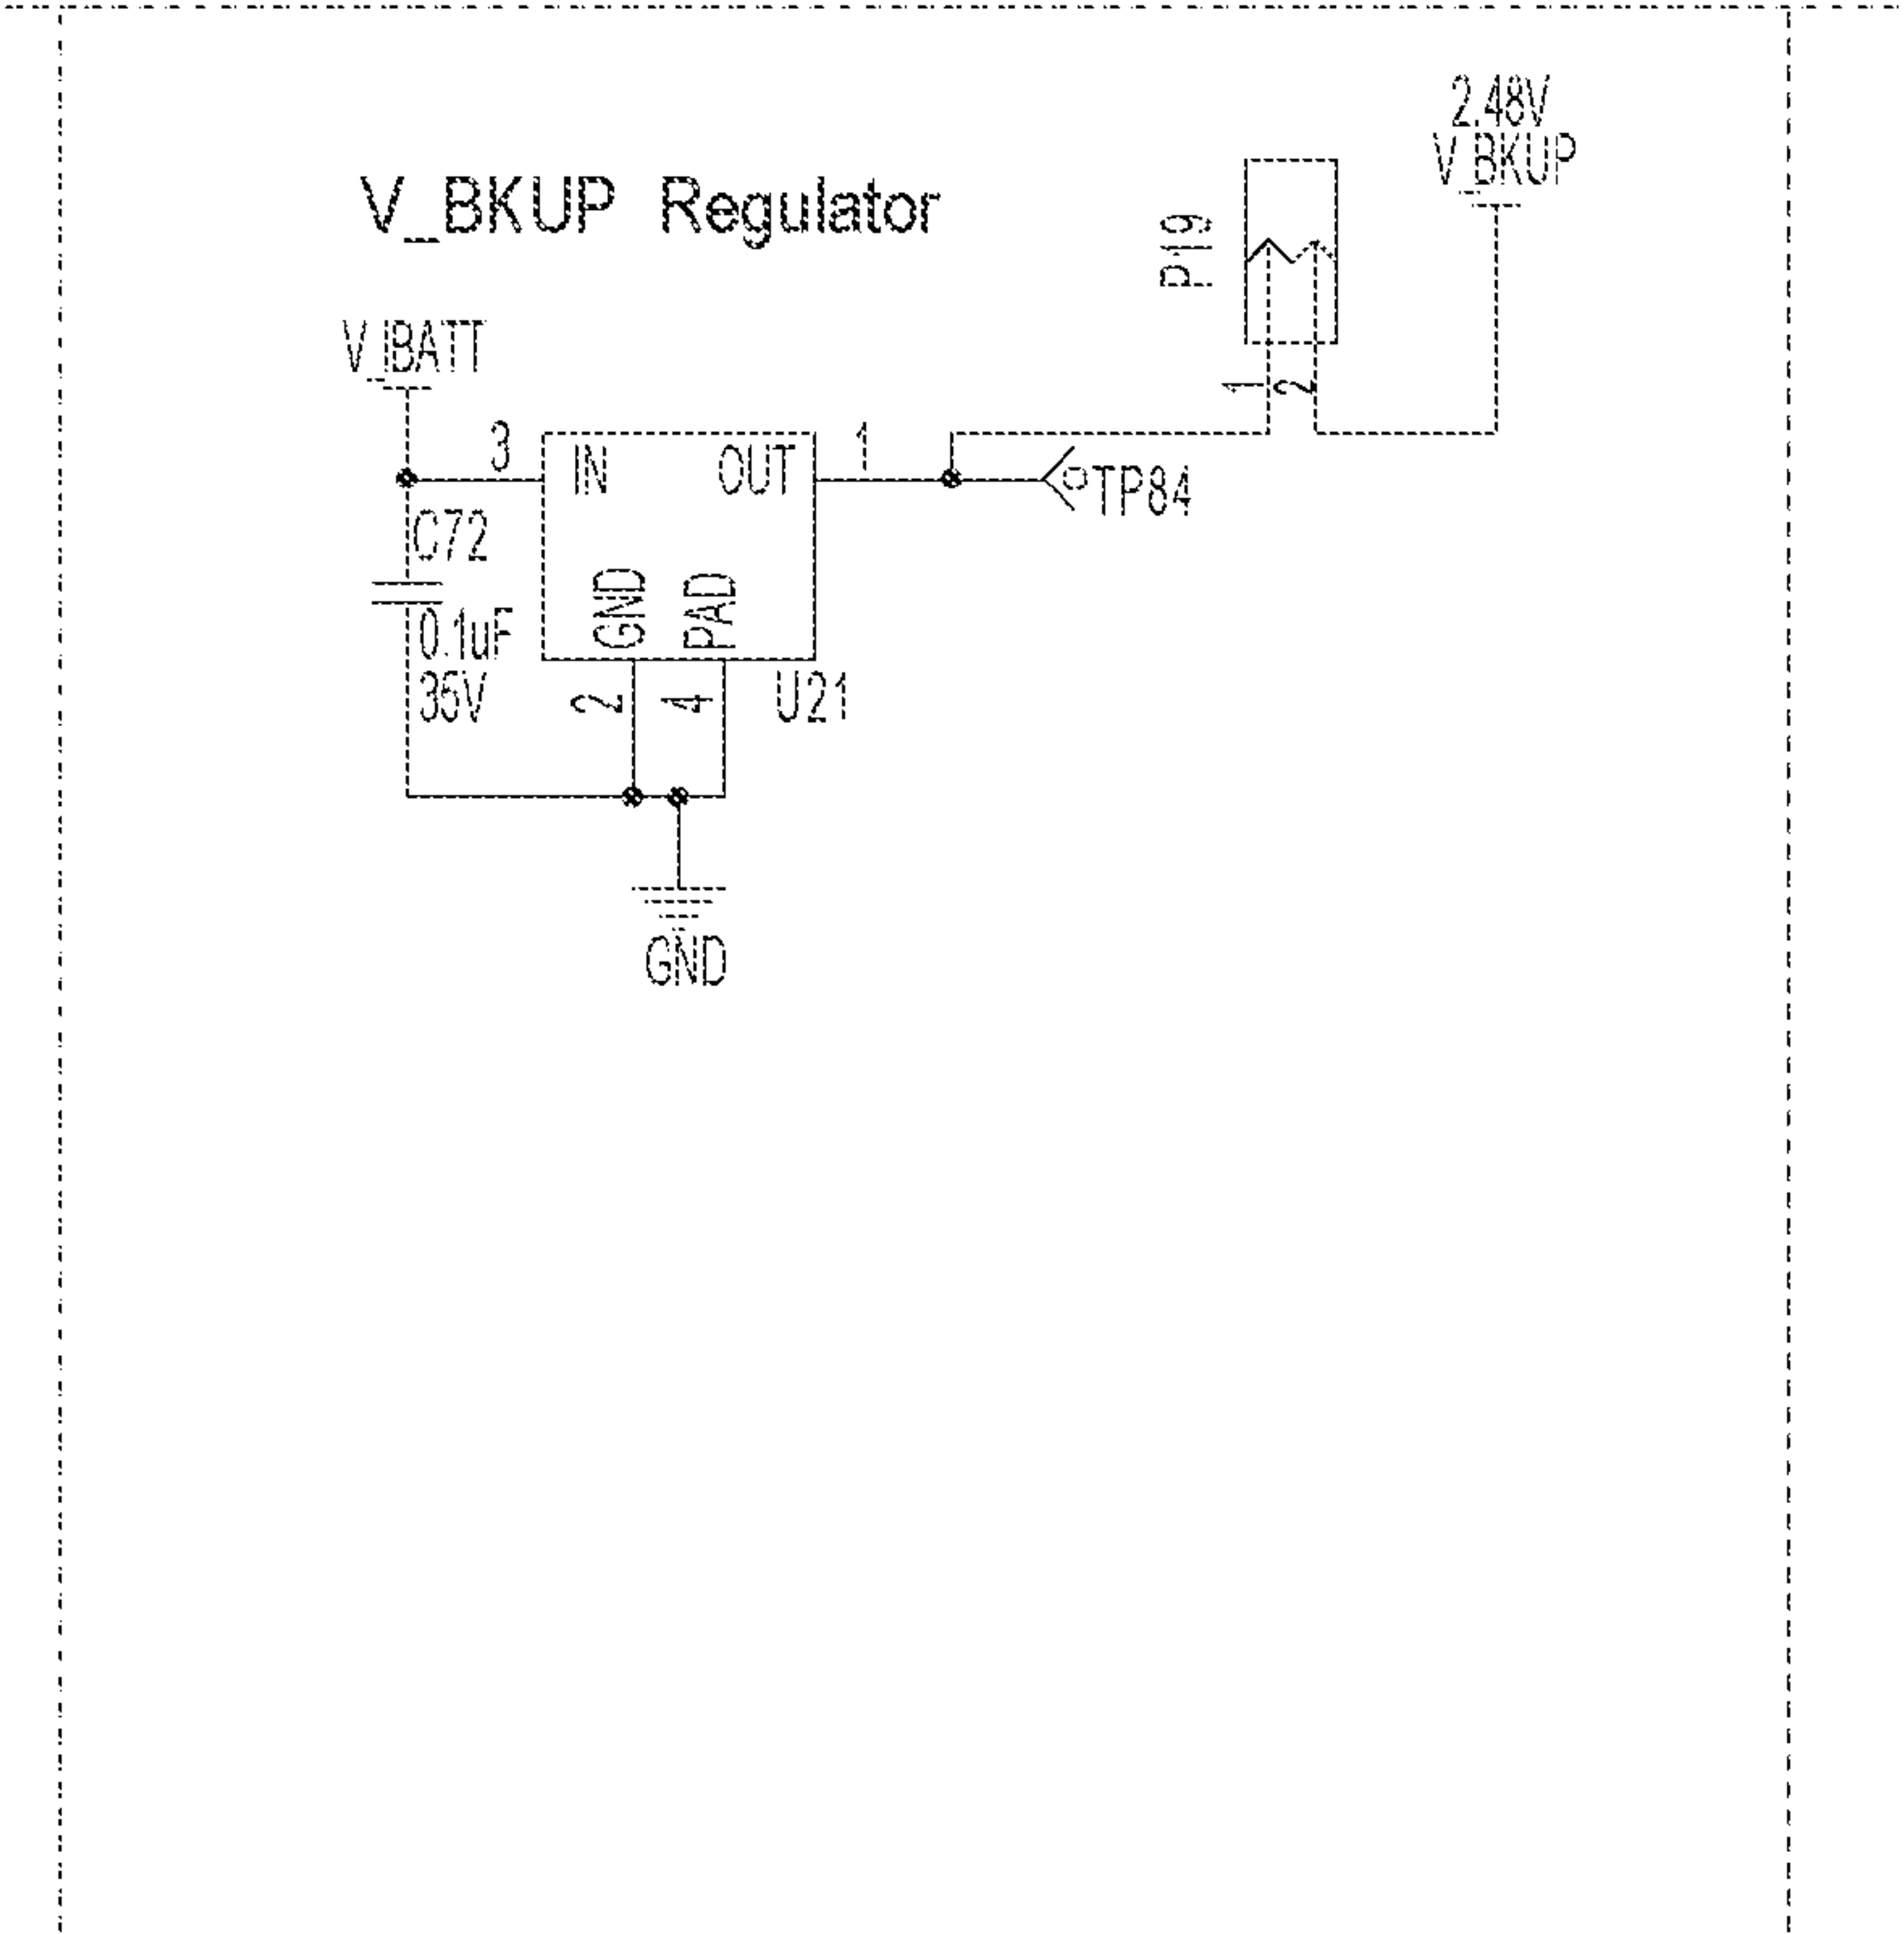 2.48V
V_BKUP
V_BKUP Regulator
P19
V_IBATT
1
2
3
IN
OUT
1
TP84
C72
0.1uF
35V
GND
PAD
2
4
U21
GND